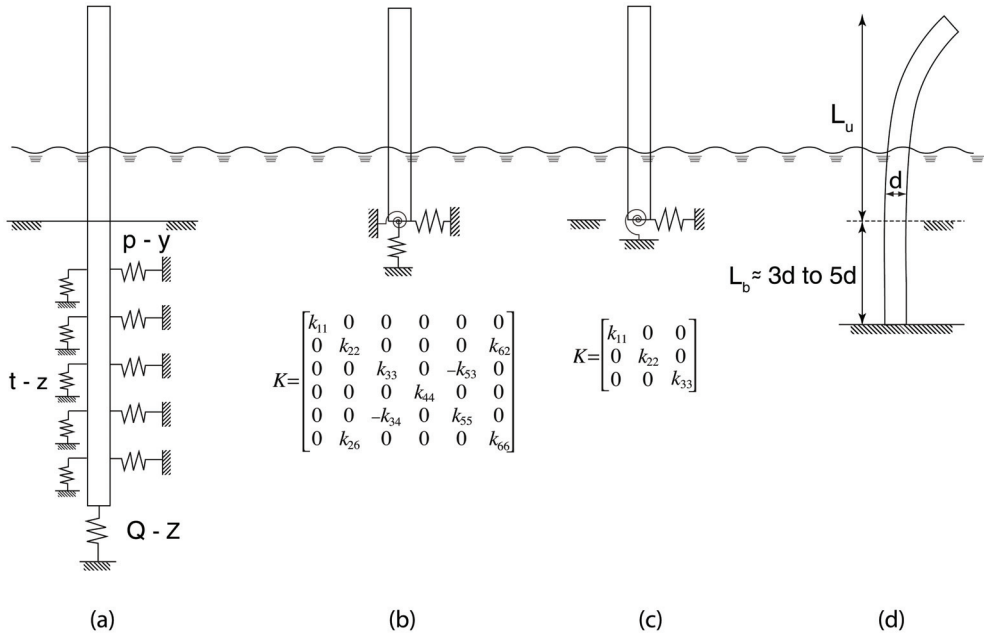 p - y
t - z
Q - Z
K=
k11 0 0 0 0 0
0 k22 0 0 0 k62
0 0 k33 0 –k53 0
0 0 0 k44 0 0
0 0 –k34 0 k55 0
0 k26 0 0 0 k66
K=
k11 0 0
0 k22 0
0 0 k33
Lu
d
Lb ≈ 3d to 5d
(a)
(b)
(c)
(d)